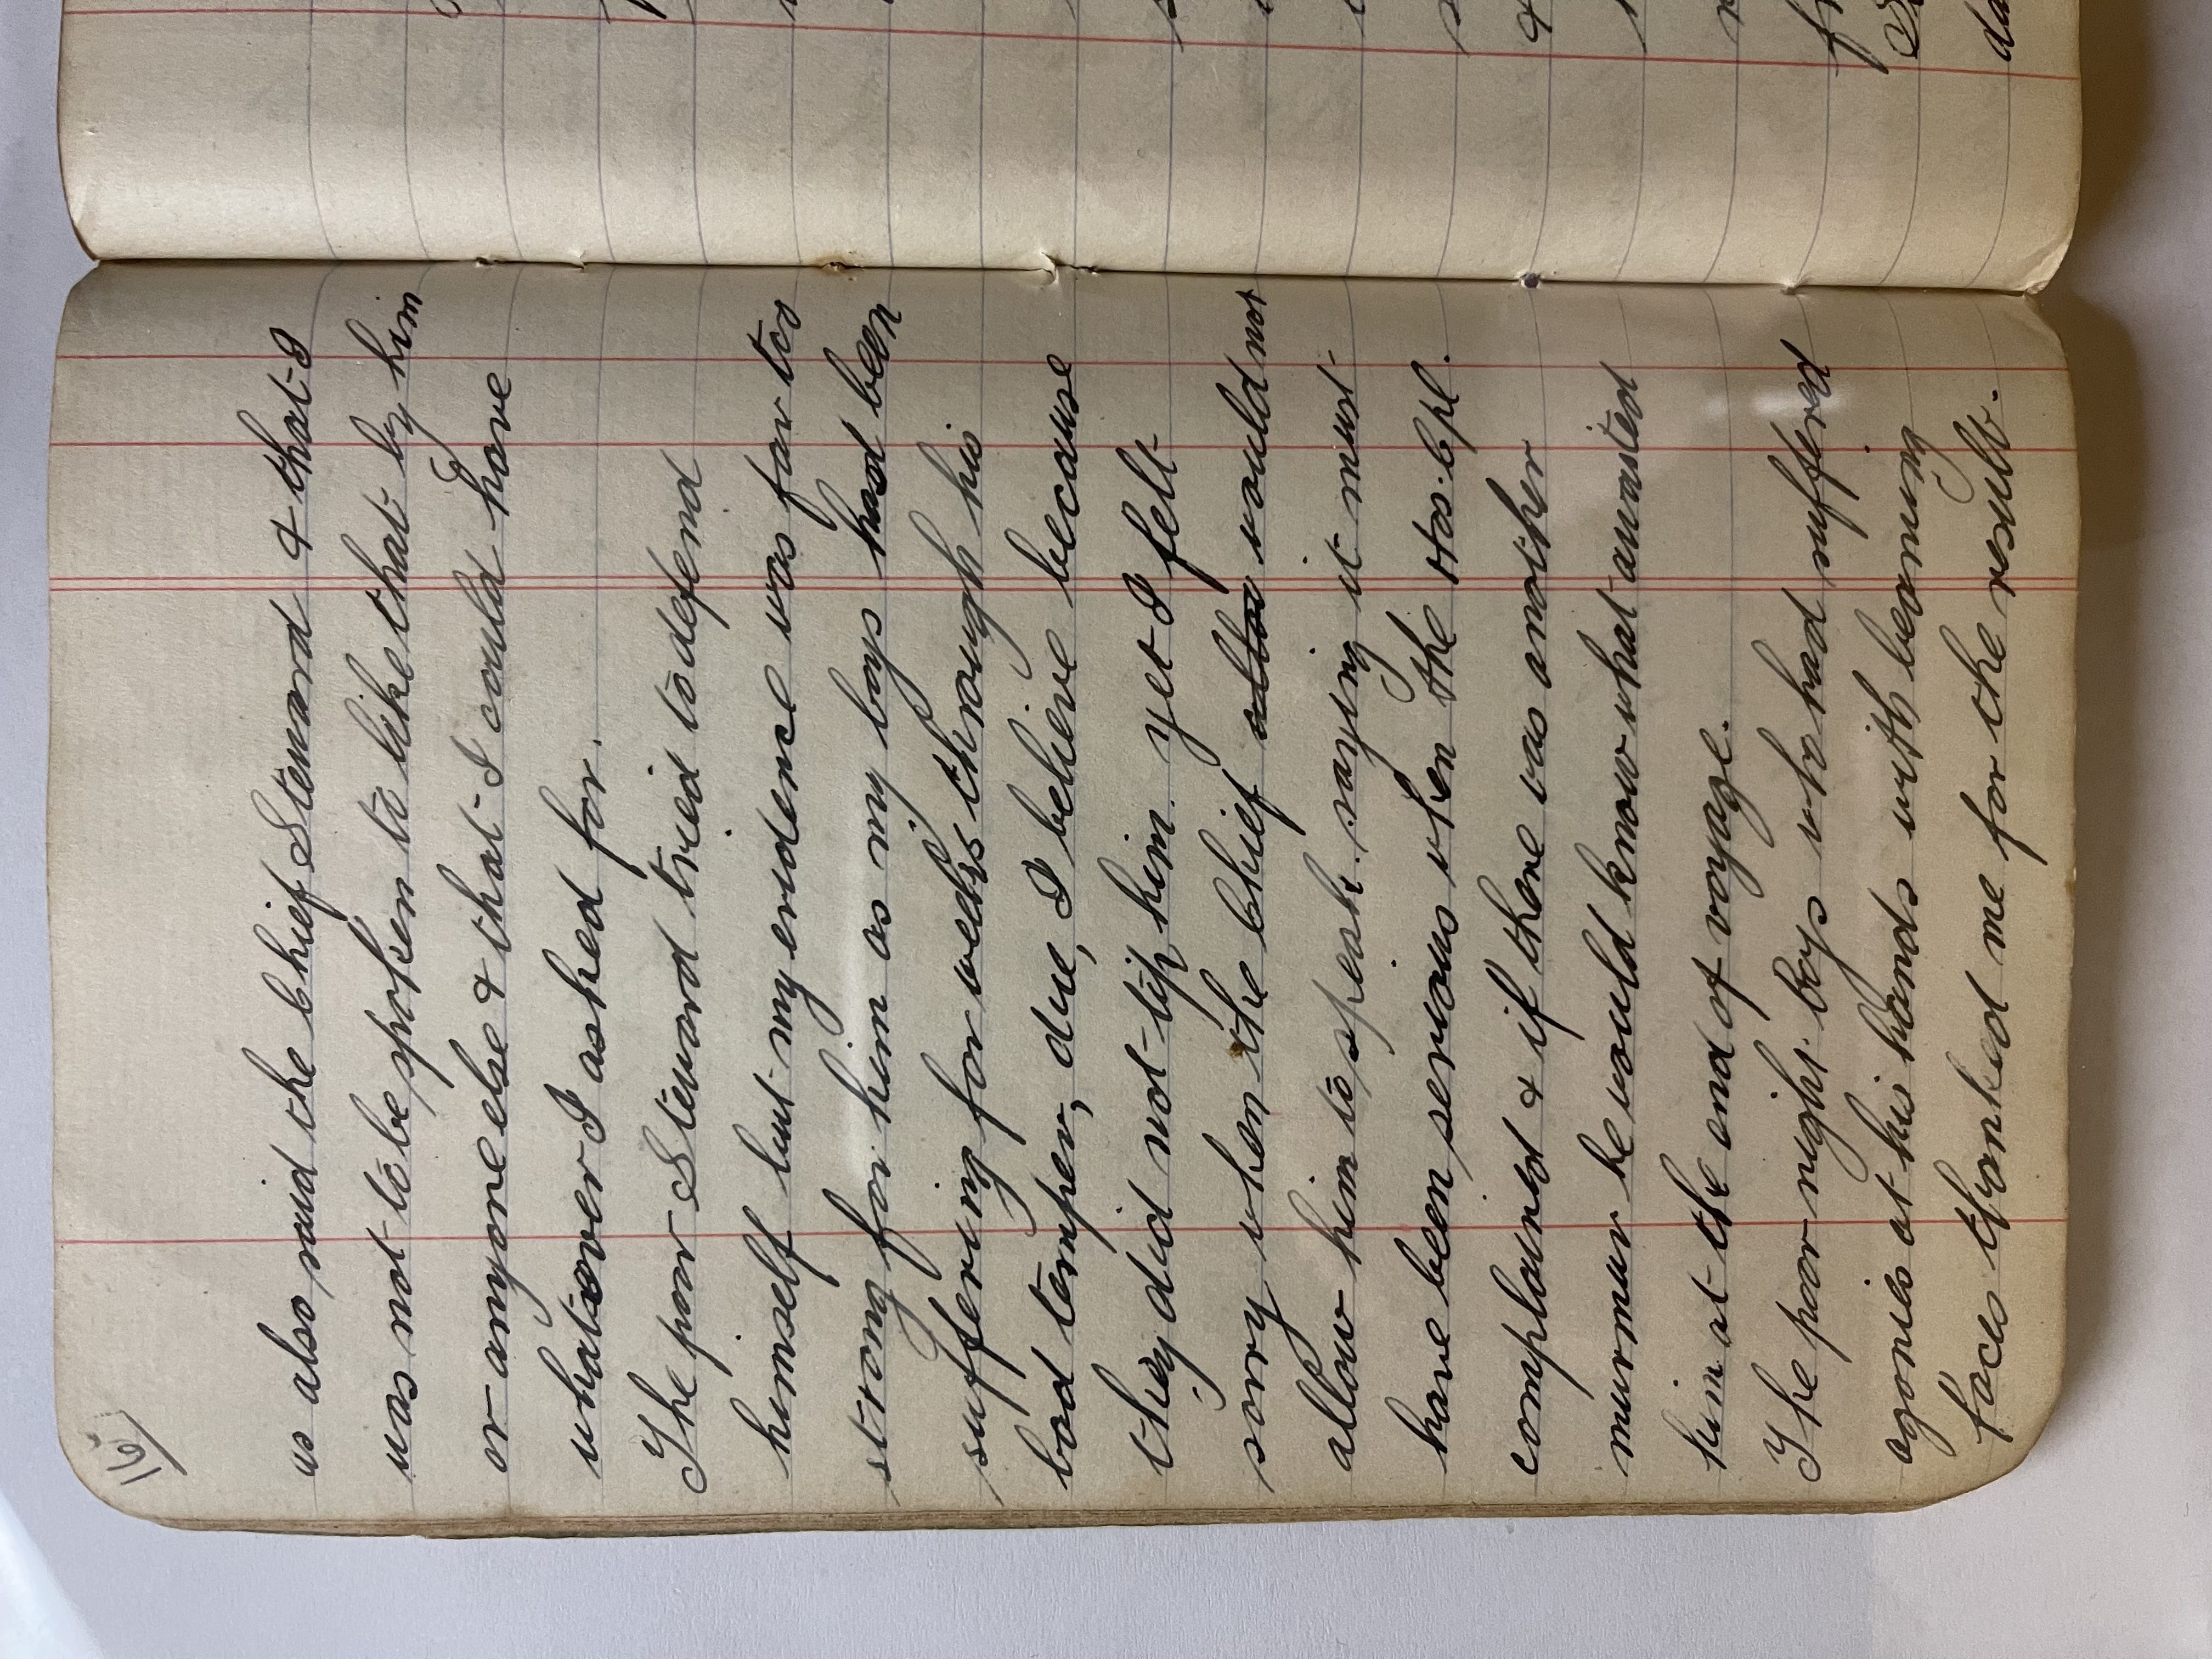 16
as also said the Chief Steward & that I
was not to be spoken to like that by him
or anyone else & that I could have
whatsoever I asked for.
The poor Steward tried to defend
himself but my evidence was far too
strong for him as my boys had been
suffering for weeks through his
bad temper, due, I believe because
they did not tip him. yet I felt
sorry when the Chief allow would not
allow him to speak. saying it must
have been serious when the Hos. Cpl.
complained & if there was another
murmur he would know what awaited
him at the end of voyage.
The poor night Boys who had suffered
agonies at his hands with beaming
faces thanked me for the result.